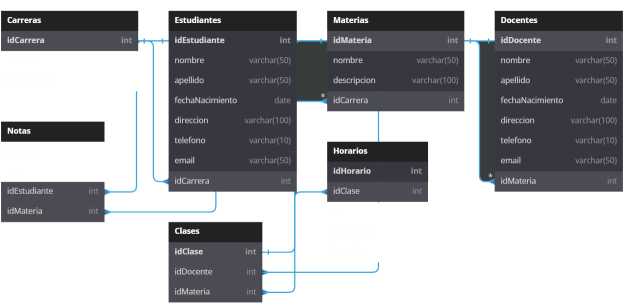 Carreras
idCarrera int
Estudiantes
idEstudiante int
nombre varchar(50)
apellido varchar(50)
fechaNacimiento date
direccion varchar(100)
telefono varchar(10)
email varchar(50)
idCarrera int
Materias
idMateria int
nombre varchar(50)
descripcion varchar(100)
idCarrera int
*
Docentes
idDocente int
nombre varchar(50)
apellido varchar(50)
fechaNacimiento date
direccion varchar(100)
telefono varchar(10)
email varchar(50)
idMateria int
*
Notas
idEstudiante int
idMateria int
Horarios
idHorario int
idClase int
Clases
idClase int
idDocente int
idMateria int